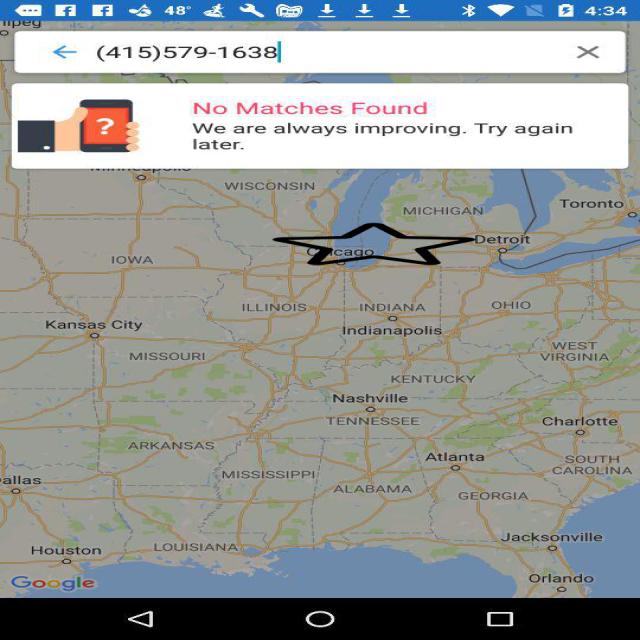 48°
4:34
ipeg
(415)579-1638
?
No Matches Found
We are always improving. Try again
later.
Minneapolis
WISCONSIN
MICHIGAN
Toronto
Detroit
Chicago
IOWA
ILLINOIS
INDIANA
OHIO
Kansas City
Indianapolis
MISSOURI
WEST
VIRGINIA
KENTUCKY
Nashville
TENNESSEE
Charlotte
ARKANSAS
Atlanta
SOUTH
CAROLINA
MISSISSIPPI
allas
ALABAMA
GEORGIA
Jacksonville
Houston
LOUISIANA
Google
Orlando